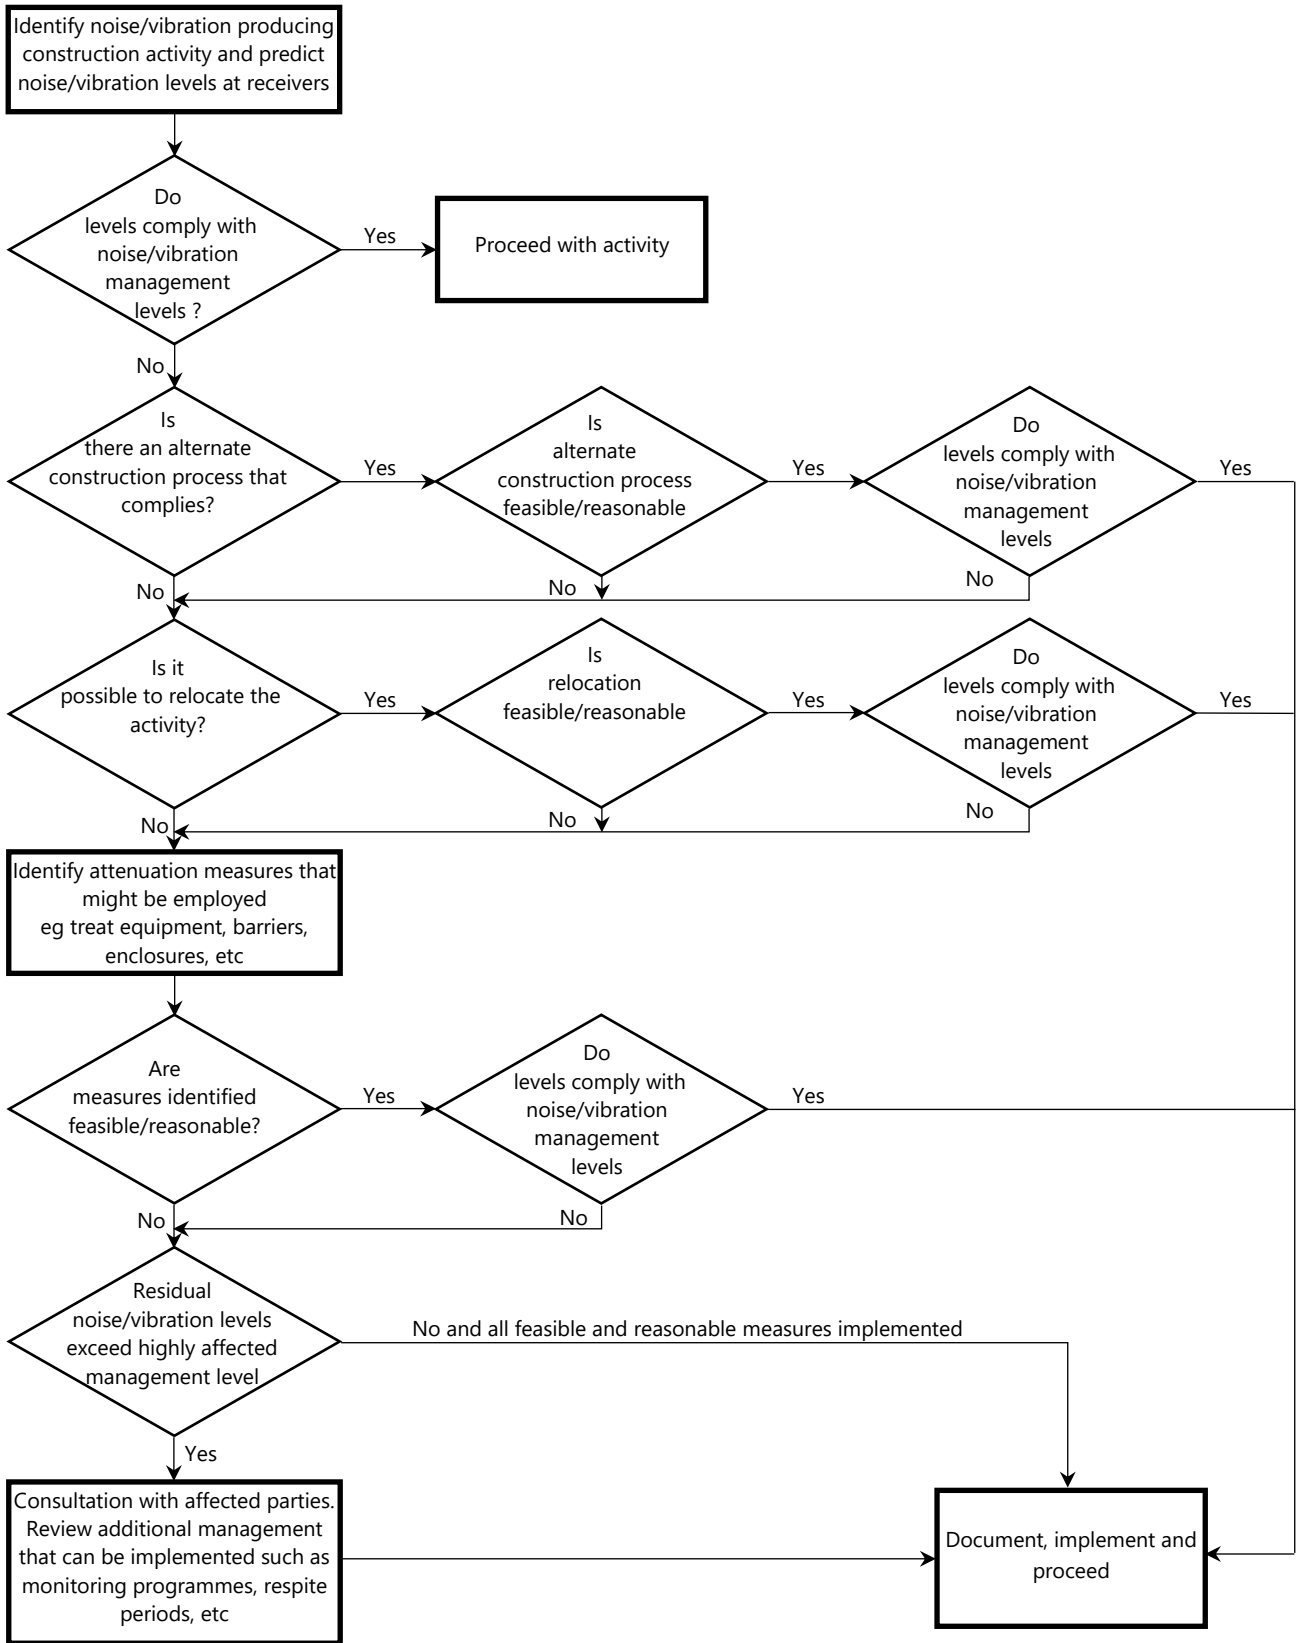 Identify noise/vibration producing
construction activity and predict
noise/vibration levels at receivers
Do
levels comply with
noise/vibration
management
levels ?
Yes
Proceed with activity
No
Is
there an alternate
construction process that
complies?
Yes
Is
alternate
construction process
feasible/reasonable
Yes
Do
levels comply with
noise/vibration
management
levels
Yes
No
No
No
Is it
possible to relocate the
activity?
Yes
Is
relocation
feasible/reasonable
Yes
Do
levels comply with
noise/vibration
management
levels
Yes
No
No
No
Identify attenuation measures that
might be employed
eg treat equipment, barriers,
enclosures, etc
Are
measures identified
feasible/reasonable?
Yes
Do
levels comply with
noise/vibration
management
levels
Yes
No
No
Residual
noise/vibration levels
exceed highly affected
management level
No and all feasible and reasonable measures implemented
Yes
Consultation with affected parties.
Review additional management
that can be implemented such as
monitoring programmes, respite
periods, etc
Document, implement and
proceed